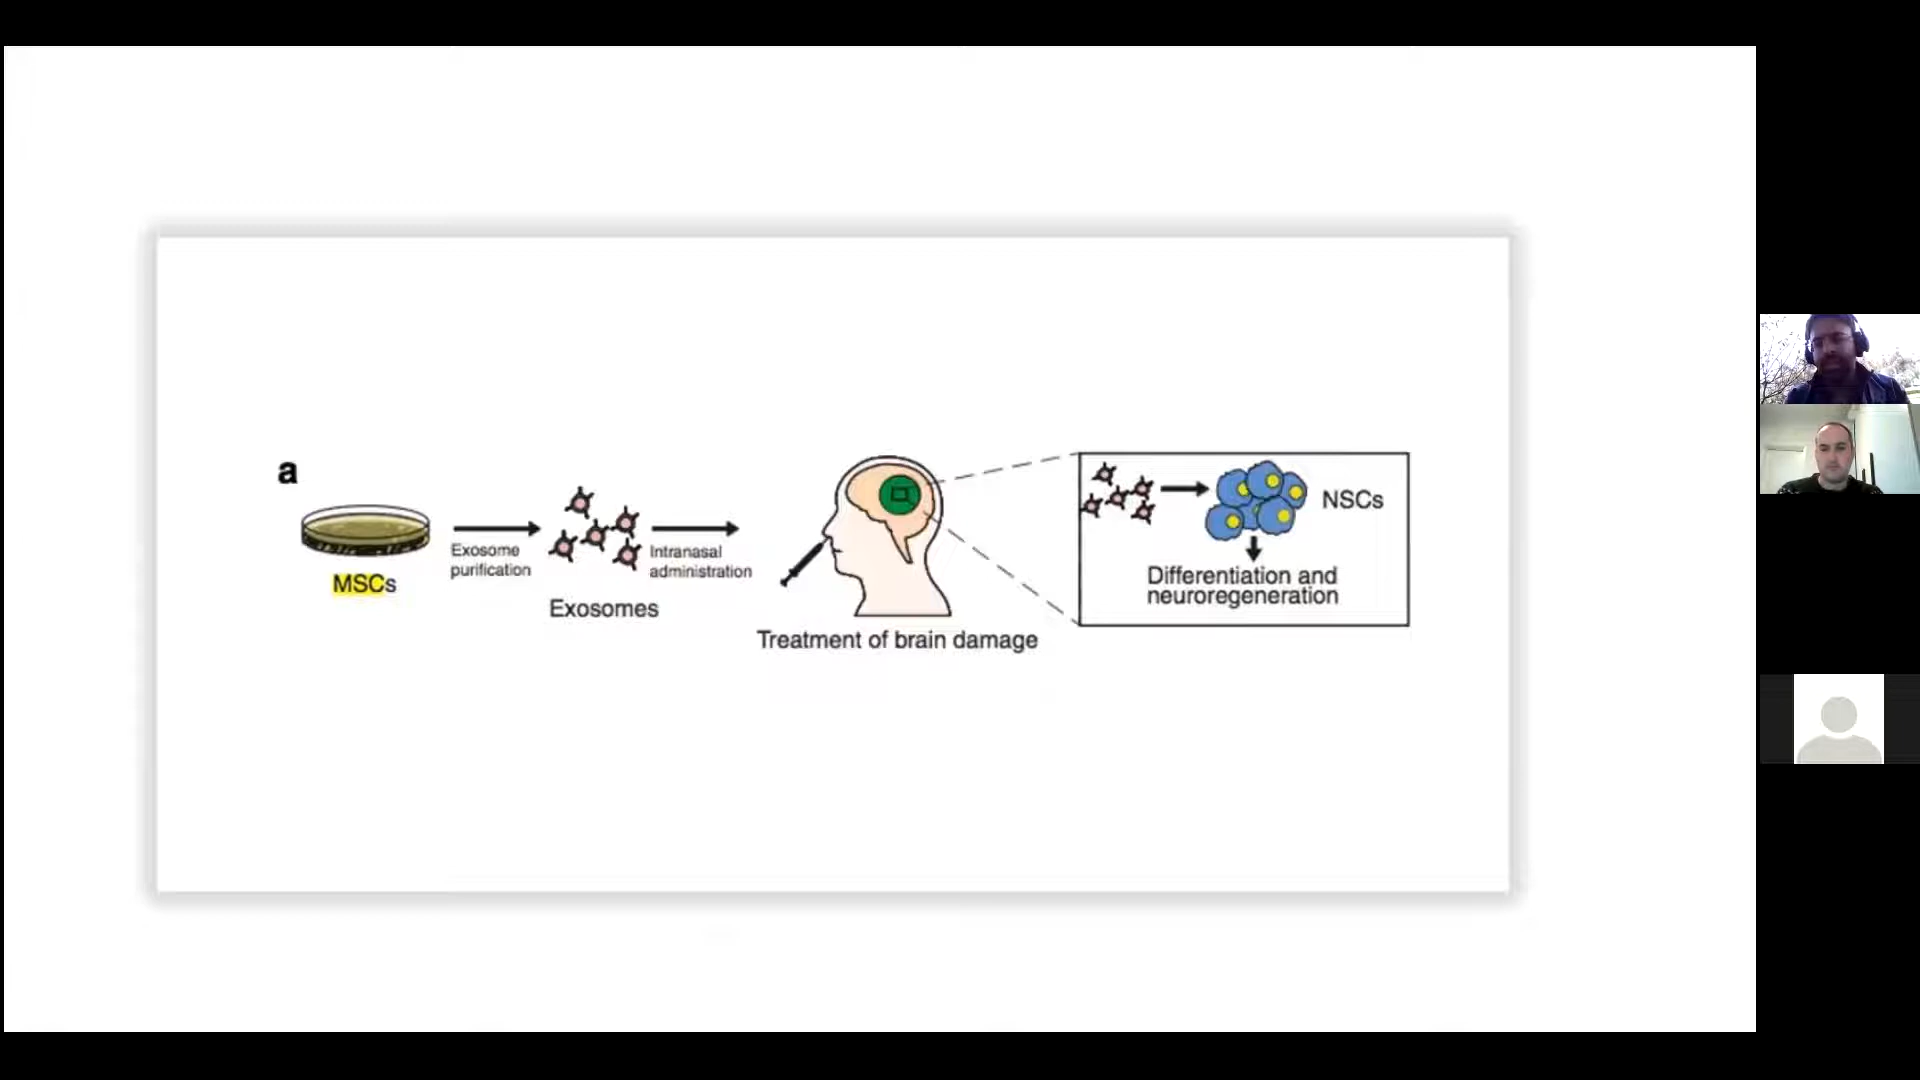 a
MSCs
Exosome
purification
Exosomes
Intranasal
administration
Treatment of brain damage
NSCs
Differentiation and
neuroregeneration